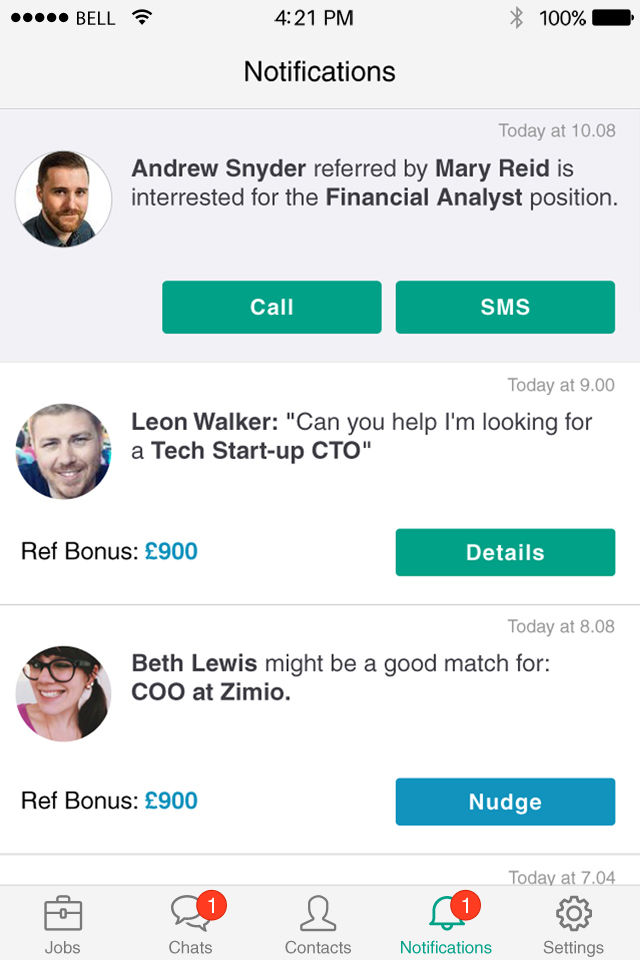 BELL 4:21 PM 100%
Notifications
Today at 10.08
Andrew Snyder referred by Mary Reid is
interrested for the Financial Analyst position.
Call SMS
Today at 9.00
Leon Walker: "Can you help I'm looking for
a Tech Start-up CTO"
Ref Bonus: £900 Details
Today at 8.08
Beth Lewis might be a good match for:
COO at Zimio.
Ref Bonus: £900 Nudge
Today at 7.04
1 1
Jobs Chats Contacts Notifications Settings